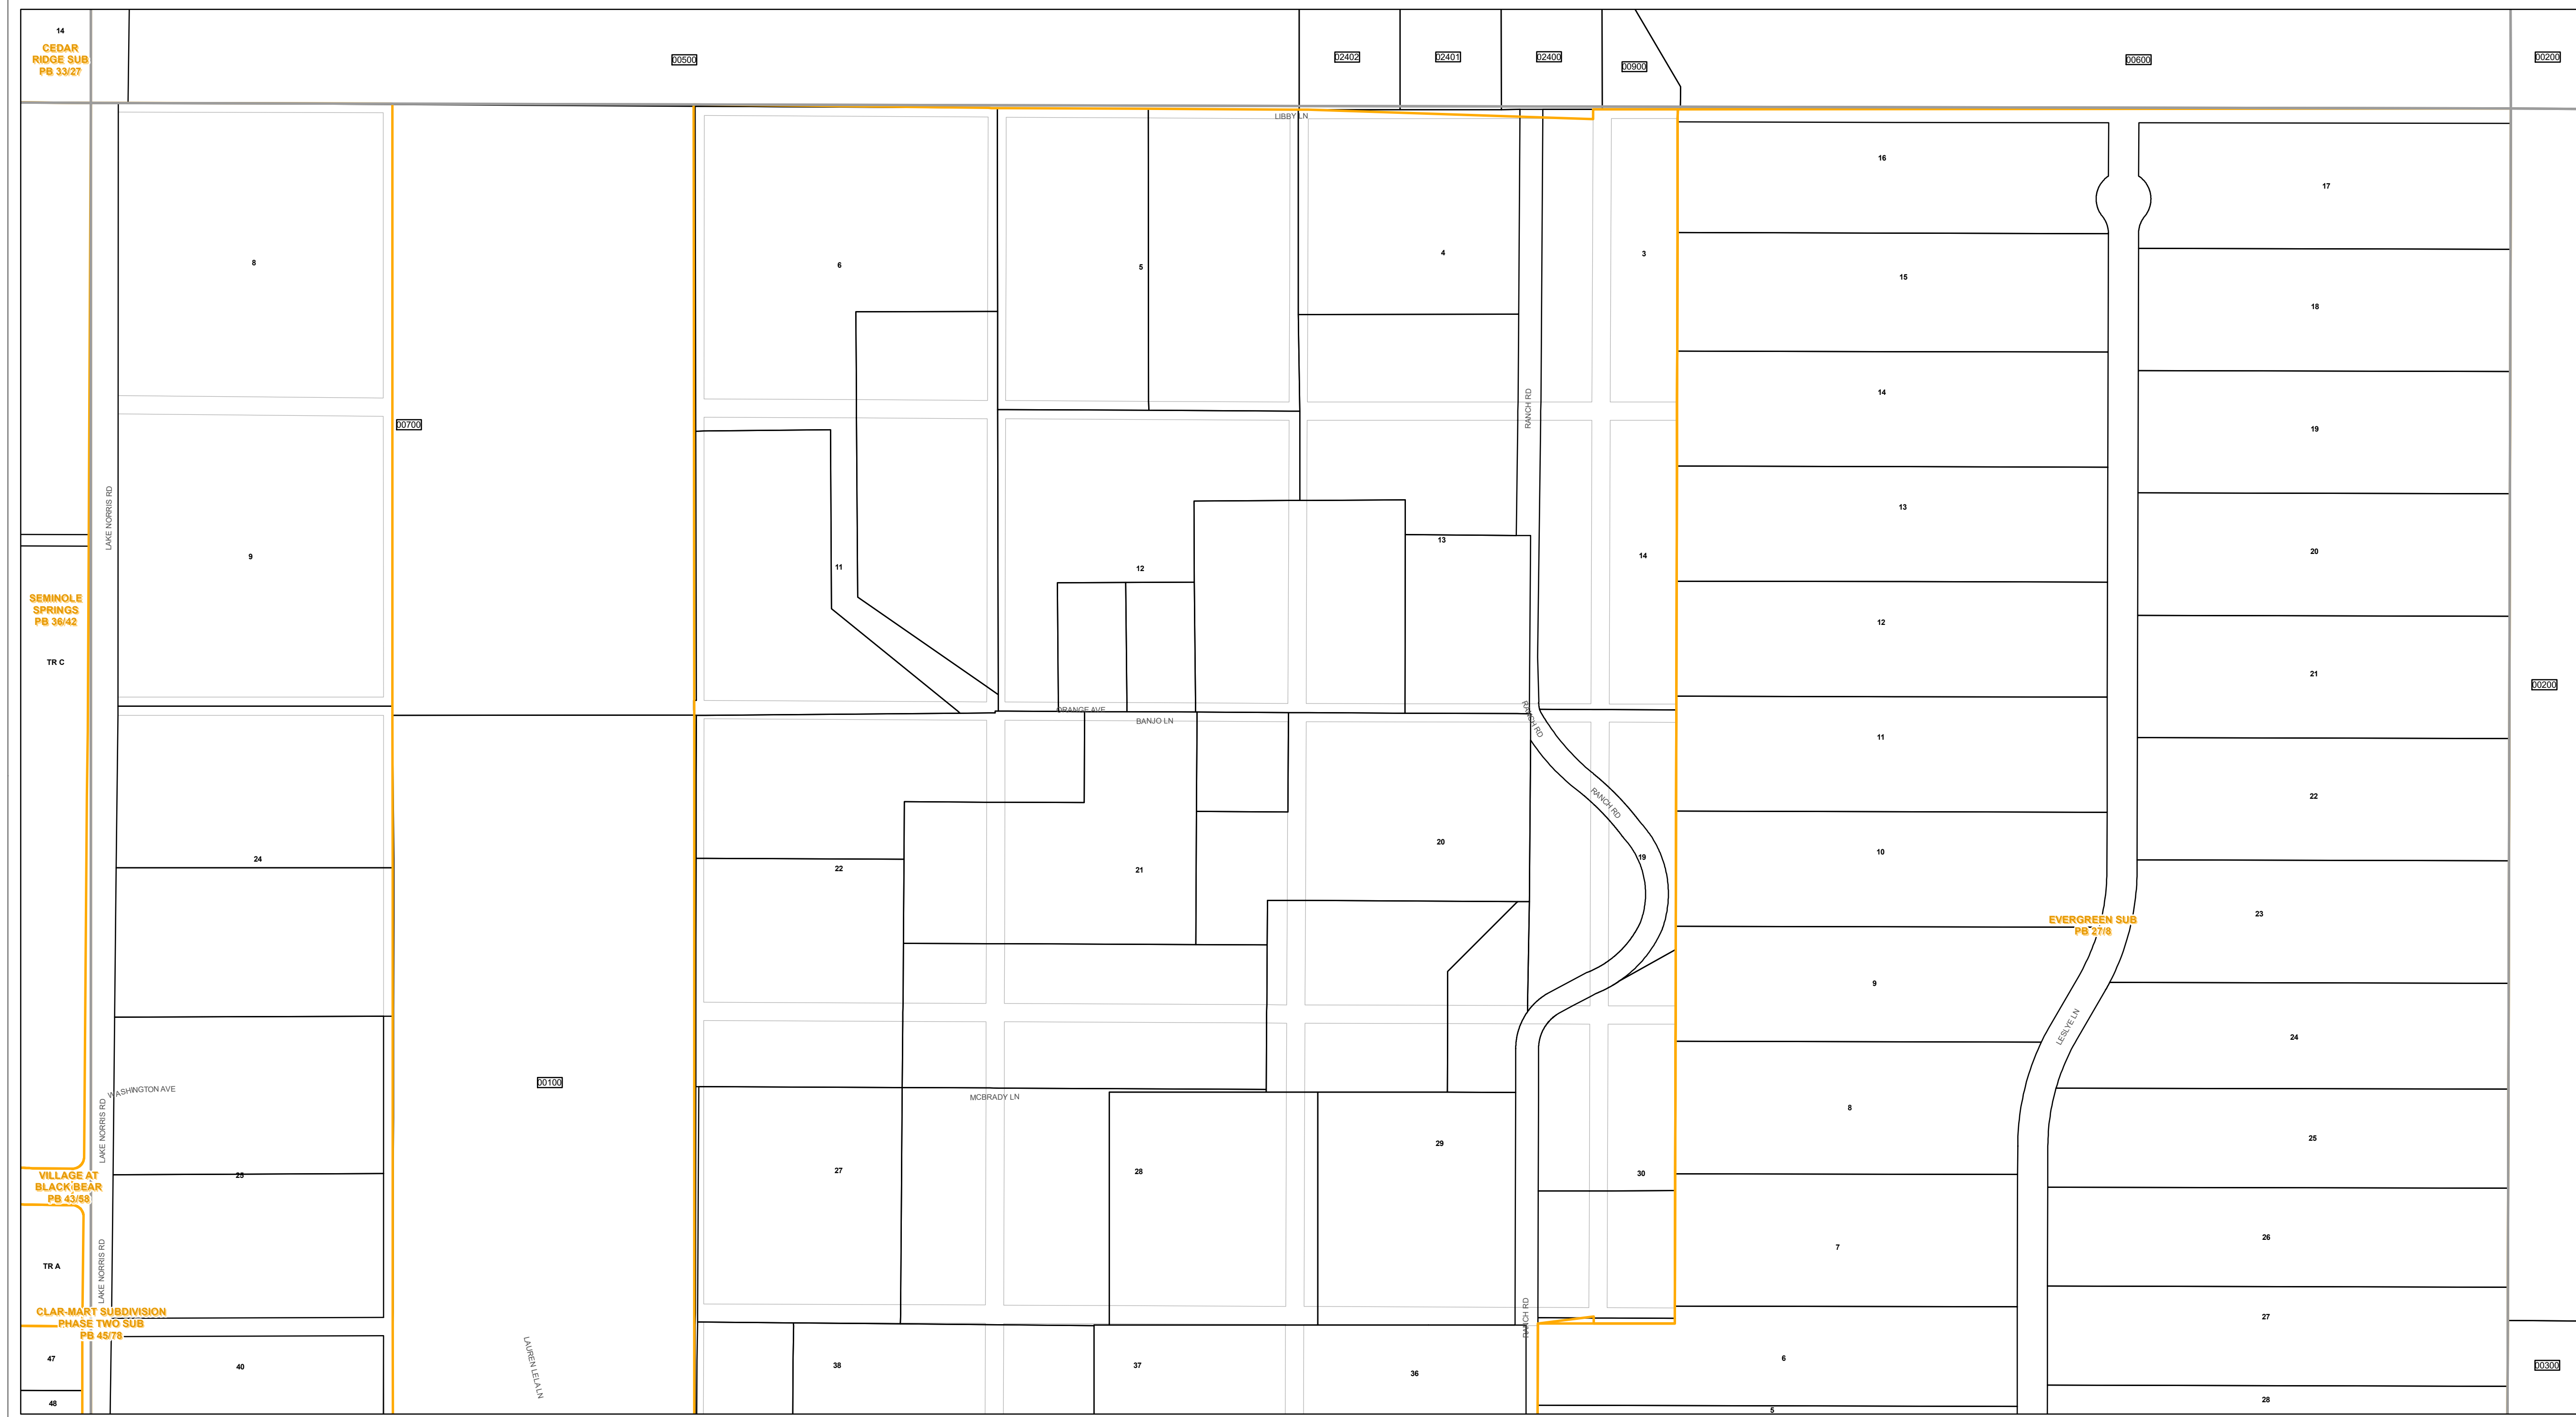 14
CEDAR
RIDGE SUB
PB 33/27
00500
02402
02401
02400
00900
00600
00200
LIBBY LN
16
17
8
6
5
4
3
15
18
14
19
00700
RANCH RD
LAKE NORRIS RD
9
11
12
13
14
13
20
SEMINOLE
SPRINGS
PB 36/42
TR C
12
21
00200
ORANGE AVE
BANJO LN
RANCH RD
11
22
RANCH RD
24
22
21
20
19
10
23
EVERGREEN SUB
PB 27/8
9
24
LESLYE LN
00100
WASHINGTON AVE
LAKE NORRIS RD
MCBRADY LN
8
25
29
VILLAGE AT
BLACK BEAR
PB 43/58
25
27
28
30
26
7
TR A
LAKE NORRIS RD
CLAR-MART SUBDIVISION
PHASE TWO SUB
PB 45/78
RANCH RD
27
47
40
LAUREN LELA LN
38
37
36
6
00300
48
5
28